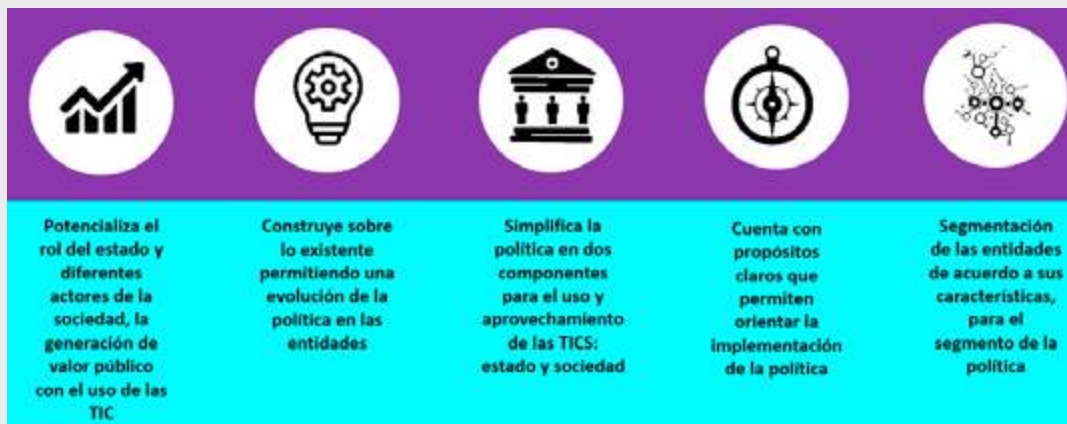 Potencializa el
rol del estado y
diferentes
actores de la
sociedad, la
generación de
valor público
con el uso de las
TIC
Construye sobre
lo existente
permitiendo una
evolución de la
política en las
entidades
Simplifica la
política en dos
componentes
para el uso y
aprovechamiento
de las TICS:
estado y sociedad
Cuenta con
propósitos
claros que
permiten
orientar la
implementación
de la política
Segmentación
de las entidades
de acuerdo a sus
características,
para el
segmento de la
política